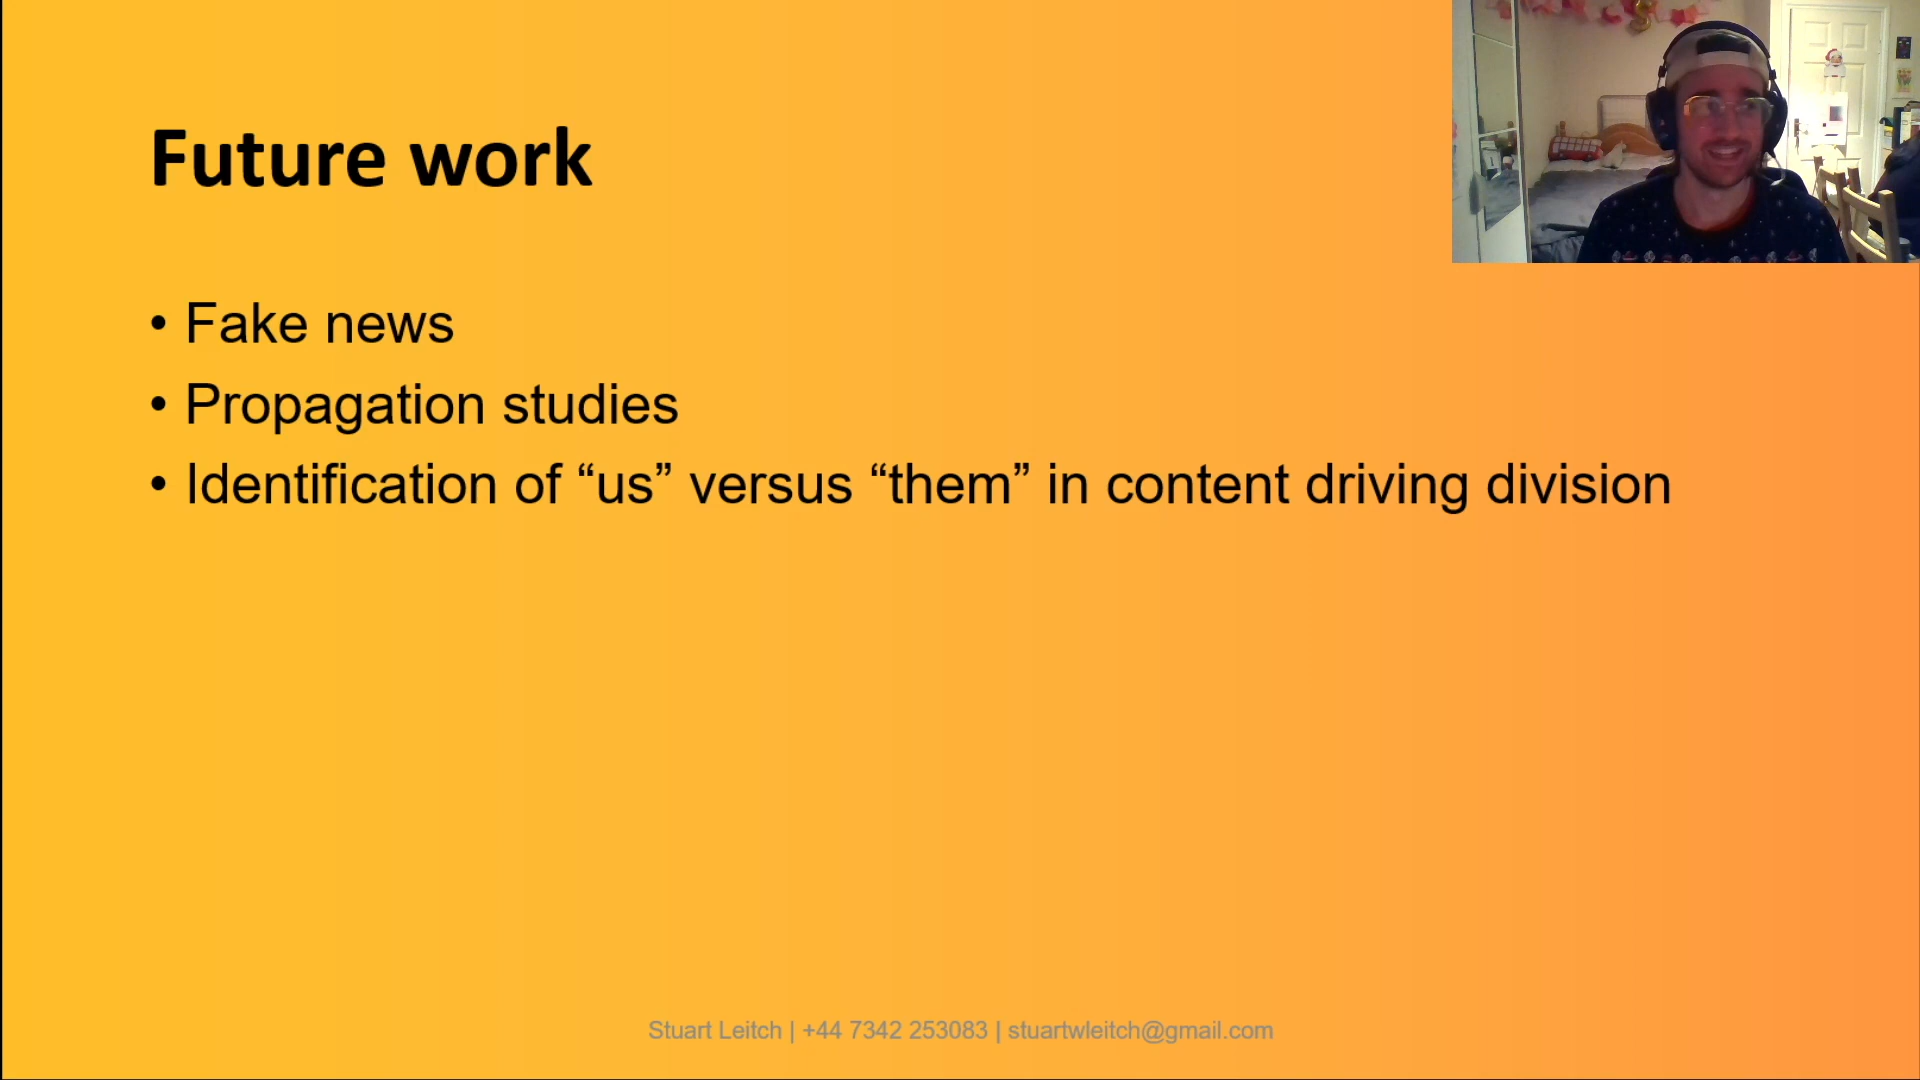 Future work
• Fake news
• Propagation studies
• Identification of “us” versus “them” in content driving division
Stuart Leitch | +44 7342 253083 | stuartwleitch@gmail.com